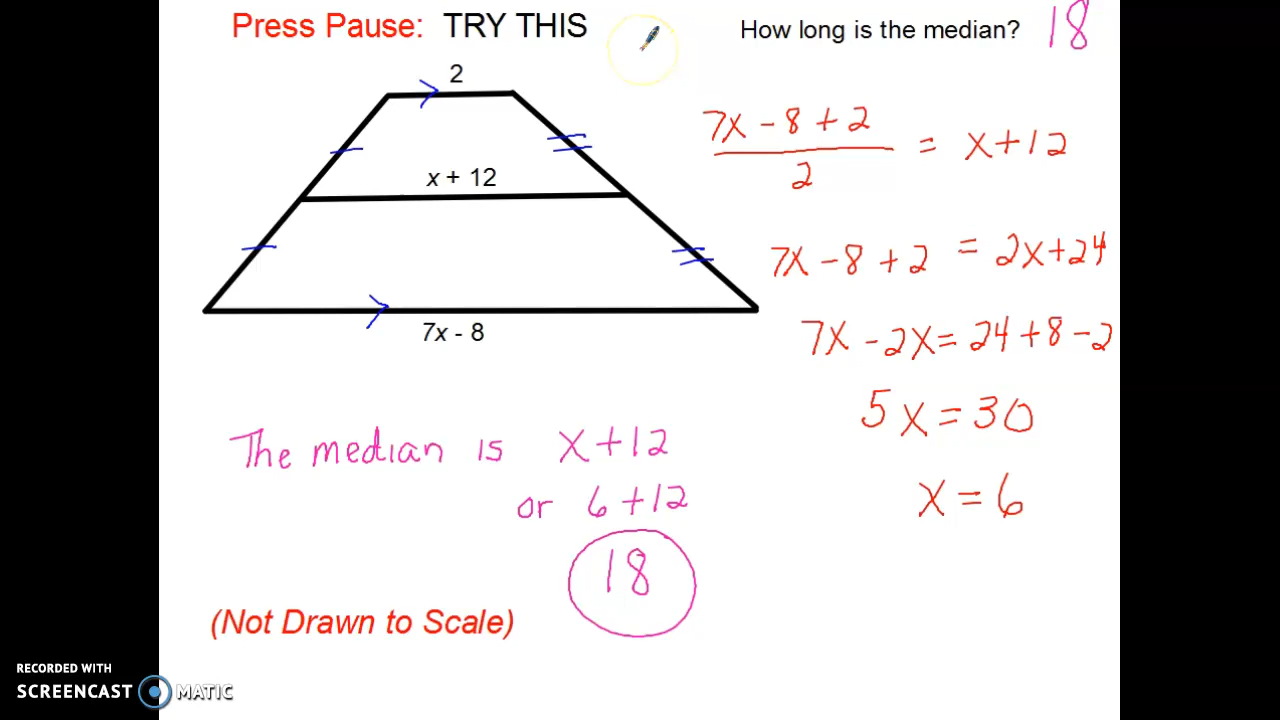 Press Pause: TRY THIS
How long is the median? 18
2
x + 12
7x - 8
7x - 8 + 2
2
= x + 12
7x - 8 + 2 = 2x + 24
7x - 2x = 24 + 8 - 2
5x = 30
x = 6
The median is x + 12
or 6 + 12
18
(Not Drawn to Scale)
RECORDED WITH
SCREENCAST MATIC